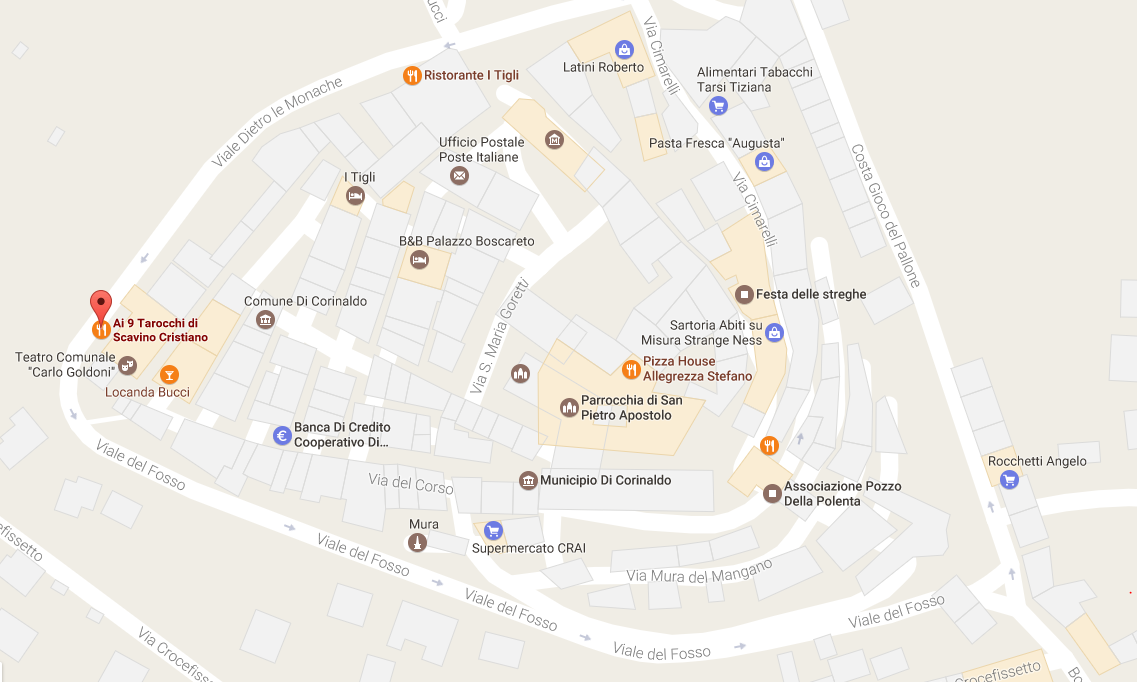 ucci
Via Cimarelli
Latini Roberto
Ristorante I Tigli
Alimentari Tabacchi
Tarsi Tiziana
Viale Dietro le Monache
Ufficio Postale
Poste Italiane
Pasta Fresca "Augusta"
Costa Gioco del Pallone
I Tigli
Via Cimarelli
B&B Palazzo Boscareto
Festa delle streghe
Comune Di Corinaldo
Via S. Maria Goretti
Ai 9 Tarocchi di
Scavino Cristiano
Sartoria Abiti su
Misura Strange Ness
Teatro Comunale
"Carlo Goldoni"
Pizza House
Allegrezza Stefano
Locanda Bucci
Parrocchia di San
Pietro Apostolo
Banca Di Credito
Cooperativo Di...
Viale del Fosso
Rocchetti Angelo
Via del Corso
Municipio Di Corinaldo
Associazione Pozzo
Della Polenta
Mura
efissetto
Supermercato CRAI
Viale del Fosso
Via Mura del Mangano
Viale del Fosso
Viale del Fosso
Via Crocefissetto
Viale del Fosso
Crocefissetto
Bo